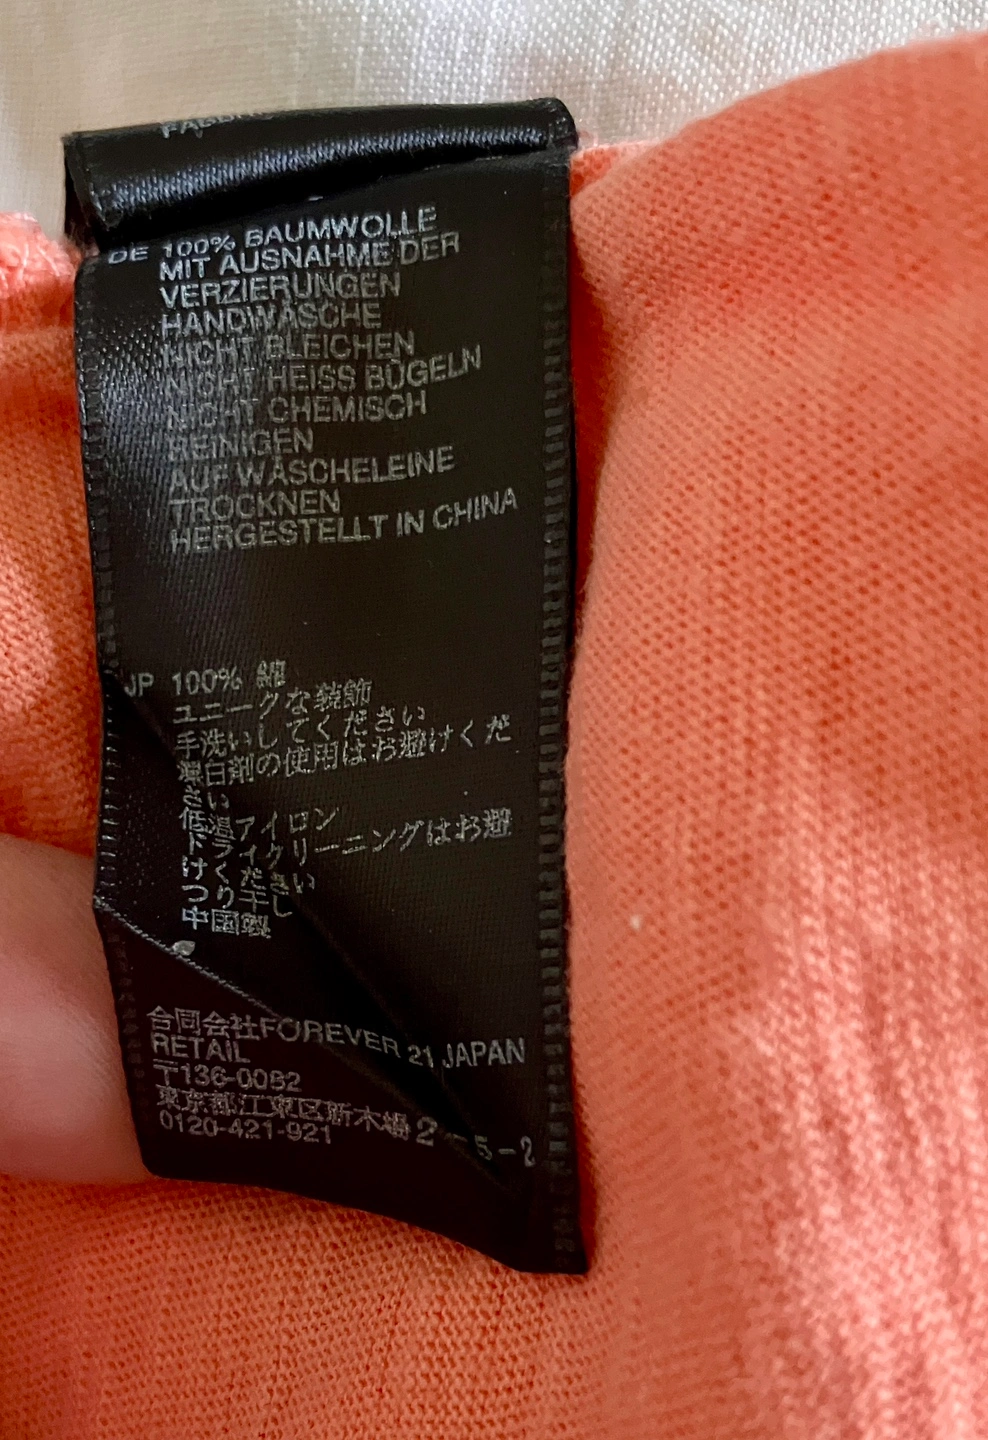 DE 100% BAUMWOLLE
MIT AUSNAHME DER
VERZIERUNGEN
HANDWÄSCHE
NICHT BLEICHEN
NICHT HEISS BÜGELN
NICHT CHEMISCH
REINIGEN
AUF WÄSCHELEINE
TROCKNEN
HERGESTELLT IN CHINA
JP 100% 綿
ユニークな装飾
手洗いしてください
漂白剤の使用はお避けくだ
さい
低温アイロン
ドライクリーニングはお避
けください
つり干し
中国製
合同会社FOREVER 21 JAPAN
RETAIL
〒136-0082
東京都江東区新木場2-5-2
0120-421-921